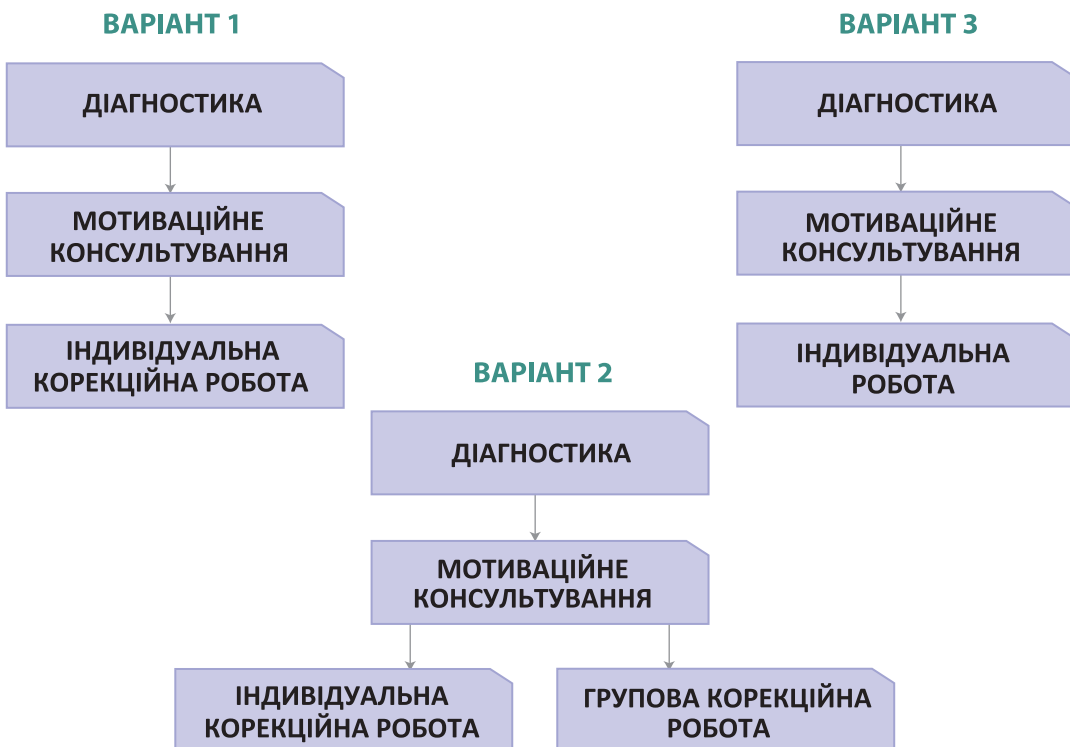 ВАРІАНТ 1
ДІАГНОСТИКА
МОТИВАЦІЙНЕ
КОНСУЛЬТУВАННЯ
ІНДИВІДУАЛЬНА
КОРЕКЦІЙНА РОБОТА
ВАРІАНТ 3
ДІАГНОСТИКА
МОТИВАЦІЙНЕ
КОНСУЛЬТУВАННЯ
ІНДИВІДУАЛЬНА
РОБОТА
ВАРІАНТ 2
ДІАГНОСТИКА
МОТИВАЦІЙНЕ
КОНСУЛЬТУВАННЯ
ІНДИВІДУАЛЬНА
КОРЕКЦІЙНА РОБОТА
ГРУПОВА КОРЕКЦІЙНА
РОБОТА